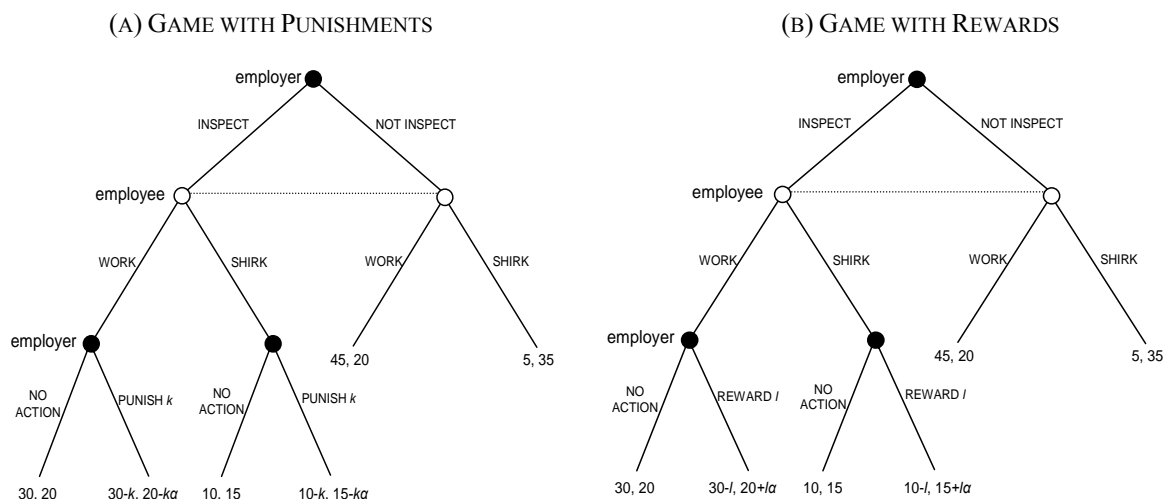 (A) GAME WITH PUNISHMENTS
employer
INSPECT
NOT INSPECT
employee
WORK
SHIRK
WORK
SHIRK
employer
45, 20
5, 35
NO
ACTION
PUNISH k
NO
ACTION
PUNISH k
30, 20
30-k, 20-kα
10, 15
10-k, 15-kα
(B) GAME WITH REWARDS
employer
INSPECT
NOT INSPECT
employee
WORK
SHIRK
WORK
SHIRK
employer
45, 20
5, 35
NO
ACTION
REWARD l
NO
ACTION
REWARD l
30, 20
30-l, 20+lα
10, 15
10-l, 15+lα